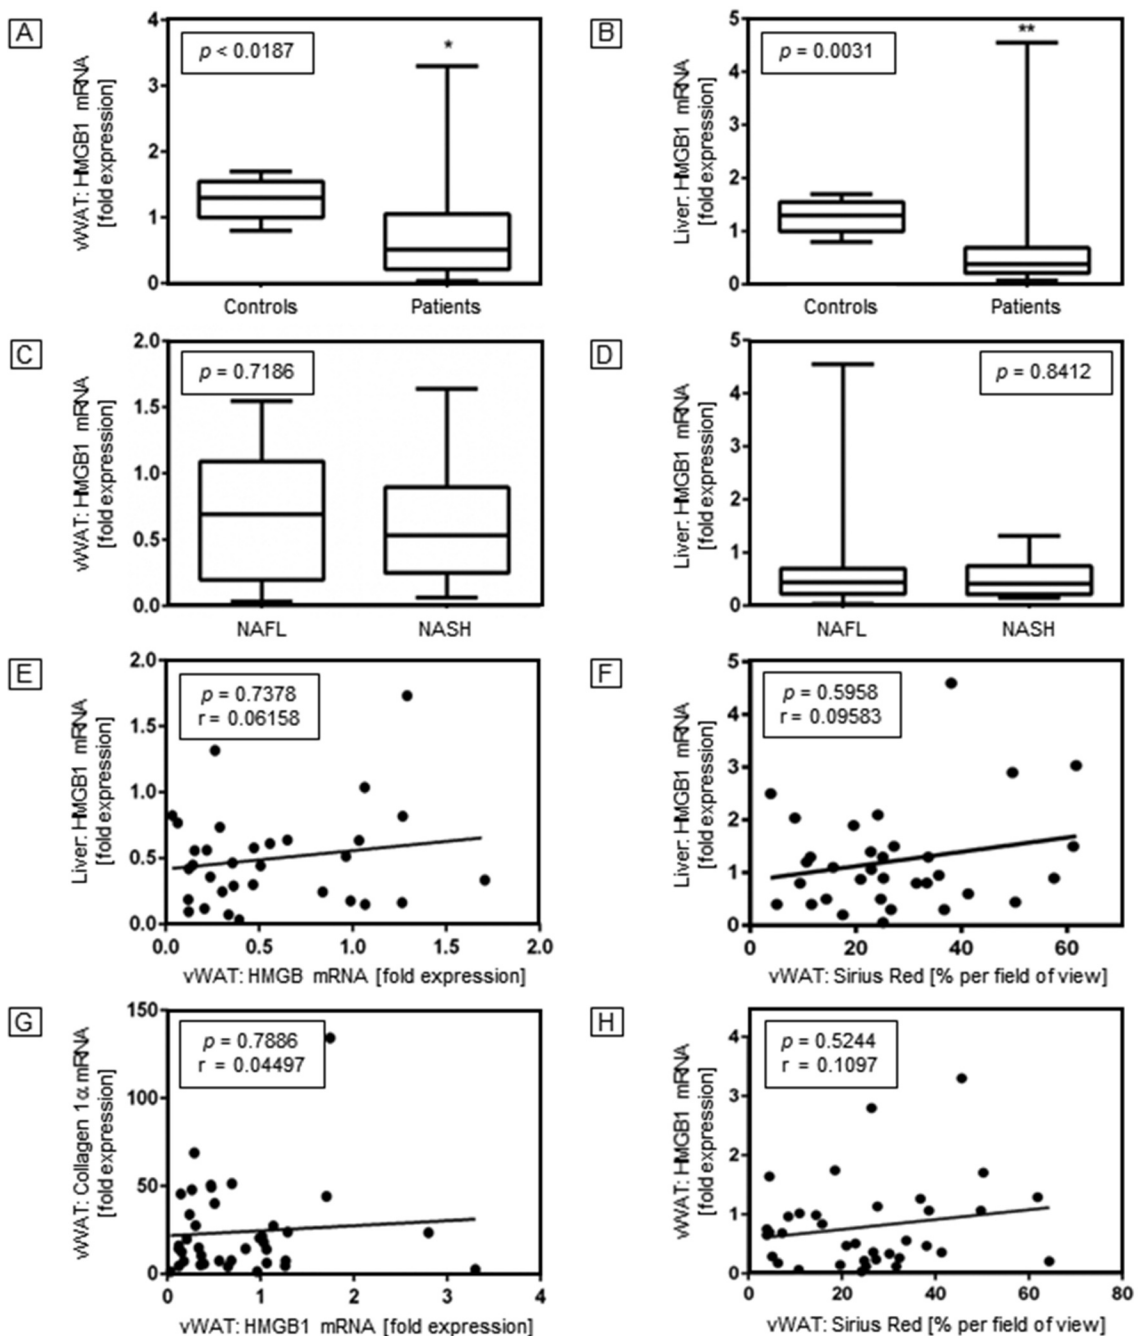 A
vWAT: HMGB1 mRNA
[fold expression]
4
3
2
1
0
p < 0.0187
*
Controls
Patients
B
Liver: HMGB1 mRNA
[fold expression]
5
4
3
2
1
0
p = 0.0031
**
Controls
Patients
C
vWAT: HMGB1 mRNA
[fold expression]
2.0
1.5
1.0
0.5
0.0
p = 0.7186
NAFL
NASH
D
Liver: HMGB1 mRNA
[fold expression]
5
4
3
2
1
0
p = 0.8412
NAFL
NASH
E
Liver: HMGB1 mRNA
[fold expression]
2.0
1.5
1.0
0.5
0.0
p = 0.7378
r = 0.06158
0.0 0.5 1.0 1.5 2.0
vWAT: HMGB mRNA [fold expression]
F
Liver: HMGB1 mRNA
[fold expression]
5
4
3
2
1
0
p = 0.5958
r = 0.09583
0 20 40 60
vWAT: Sirius Red [% per field of view]
G
vWAT: Collagen 1α mRNA
[fold expression]
150
100
50
0
p = 0.7886
r = 0.04497
0 1 2 3 4
vWAT: HMGB1 mRNA [fold expression]
H
vWAT: HMGB1 mRNA
[fold expression]
4
3
2
1
0
p = 0.5244
r = 0.1097
0 20 40 60 80
vWAT: Sirius Red [% per field of view]